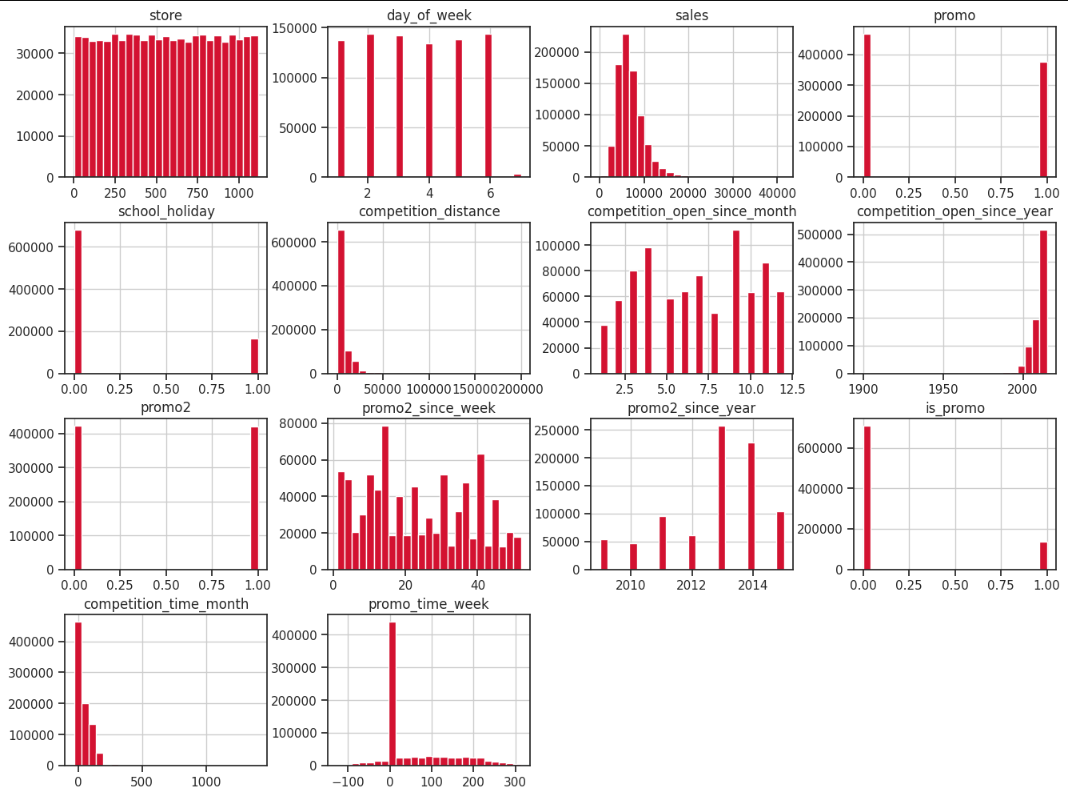 store day_of_week sales promo
30000 20000 10000 0
0 250 500 750 1000
150000 100000 50000 0
2 4 6
200000 150000 100000 50000 0
0 10000 20000 30000 40000
400000 300000 200000 100000 0
0.00 0.25 0.50 0.75 1.00
school_holiday competition_distance competition_open_since_month competition_open_since_year
600000 400000 200000 0
0.00 0.25 0.50 0.75 1.00
600000 400000 200000 0
0 50000 100000 150000 200000
100000 80000 60000 40000 20000 0
2.5 5.0 7.5 10.0 12.5
500000 400000 300000 200000 100000 0
1900 1950 2000
promo2 promo2_since_week promo2_since_year is_promo
400000 300000 200000 100000 0
0.00 0.25 0.50 0.75 1.00
80000 60000 40000 20000 0
0 20 40
250000 200000 150000 100000 50000 0
2010 2012 2014
600000 400000 200000 0
0.00 0.25 0.50 0.75 1.00
competition_time_month promo_time_week
400000 300000 200000 100000 0
0 500 1000
400000 300000 200000 100000 0
−100 0 100 200 300